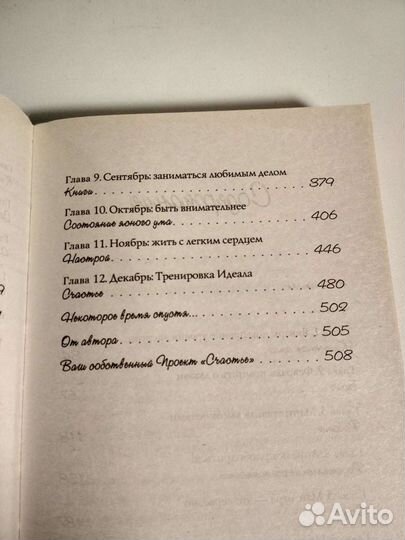 Глава 9. Сентябрь: заниматься любимым делом
Книги 379
Глава 10. Октябрь: быть внимательнее
Состояние ясного ума 406
Глава 11. Ноябрь: жить с легким сердцем
Настрой 446
Глава 12. Декабрь: Тренировка Идеала
Счастье 480
Некоторое время спустя... 502
От автора 505
Ваш собственный Проект «Счастье» 508
Avito